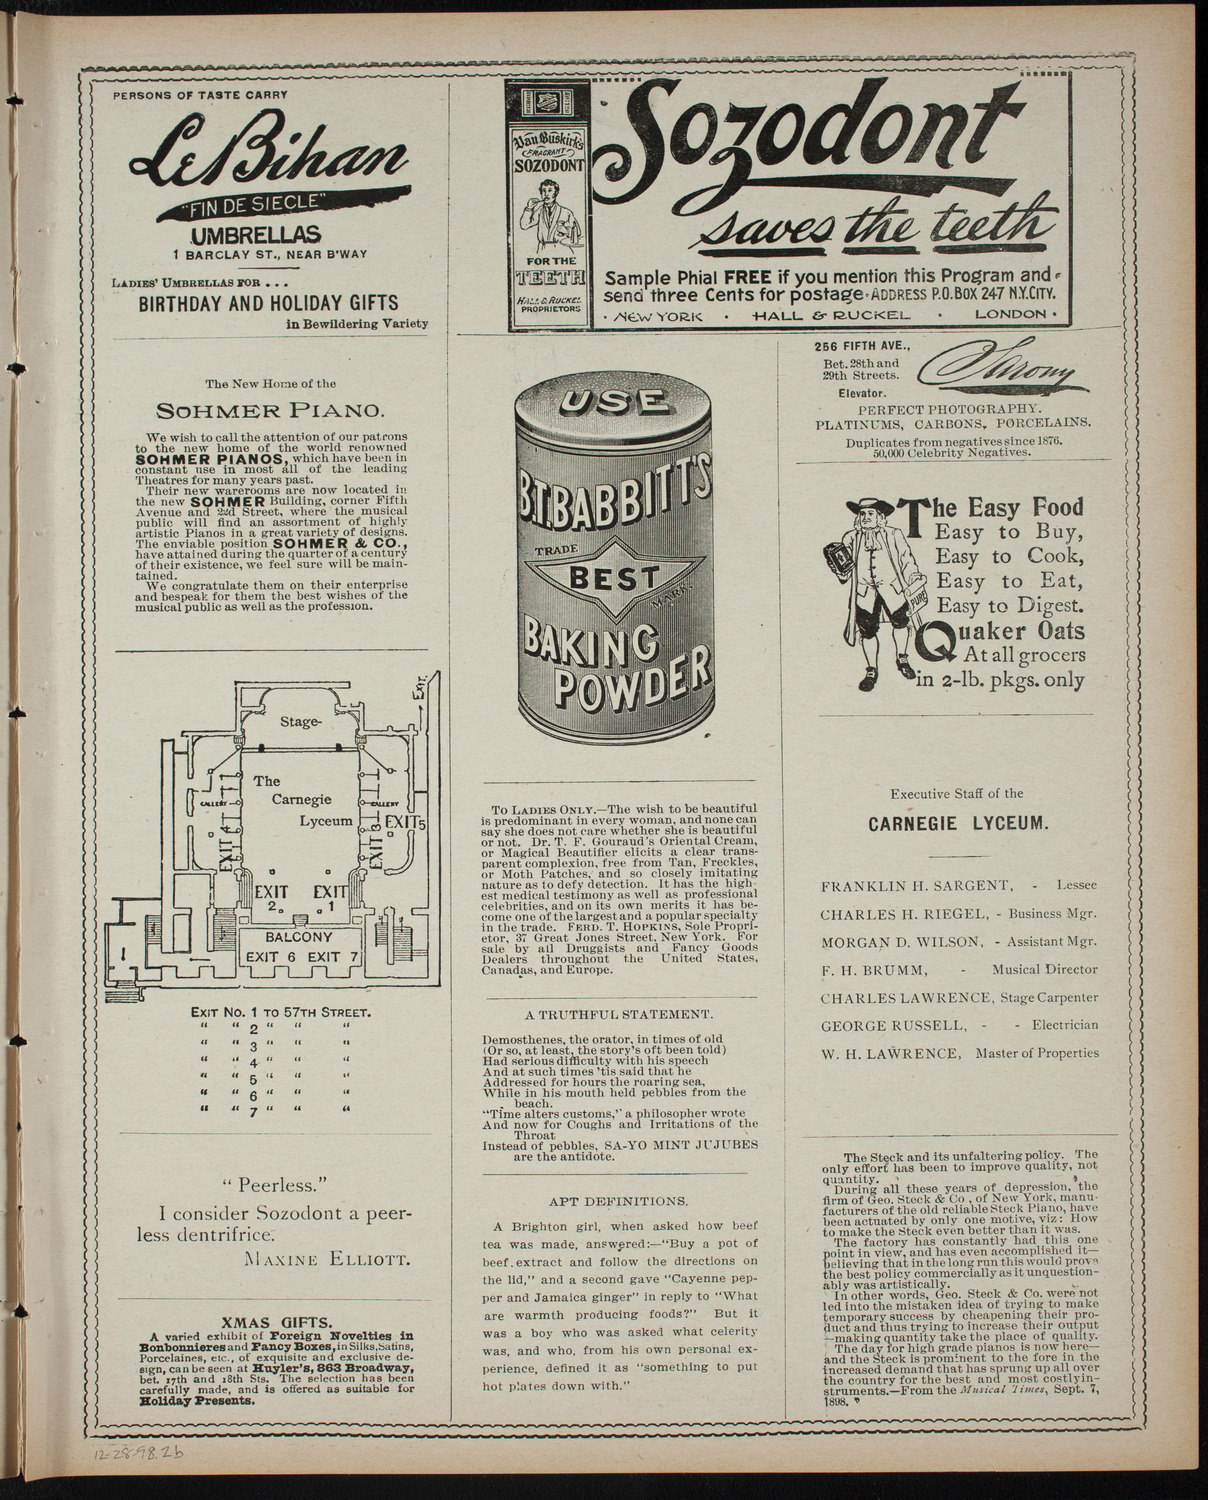 PERSONS OF TASTE CARRY
Le Bihan
"FIN DE SIECLE"
UMBRELLAS
1 BARCLAY ST., NEAR B'WAY
LADIES' UMBRELLAS FOR . . .
BIRTHDAY AND HOLIDAY GIFTS
in Bewildering Variety
The New Home of the
SOHMER PIANO.
We wish to call the attention of our patrons
to the new home of the world renowned
SOHMER PIANOS, which have been in
constant use in most all of the leading
Theatres for many years past.
Their new warerooms are now located in
the new SOHMER Building, corner Fifth
Avenue and 22d Street, where the musical
public will find an assortment of highly
artistic Pianos in a great variety of designs.
The enviable position SOHMER & CO.,
have attained during the quarter of a century
of their existence, we feel sure will be main-
tained.
We congratulate them on their enterprise
and bespeak for them the best wishes of the
musical public as well as the profession.
EXIT.
Stage-
The
Carnegie
Lyceum
GALLERY
GALLERY
EXIT 4
EXIT 3
EXIT 5
EXIT 2.
EXIT 1
BALCONY
EXIT 6 EXIT 7
EXIT NO. 1 TO 57TH STREET.
" " 2 " " "
" " 3 " " "
" " 4 " " "
" " 5 " " "
" " 6 " " "
" " 7 " " "
" Peerless."
I consider Sozodont a peer-
less dentrifrice.
MAXINE ELLIOTT.
XMAS GIFTS.
A varied exhibit of Foreign Novelties in
Bonbonnieres and Fancy Boxes, in Silks, Satins,
Porcelaines, etc., of exquisite and exclusive de-
sign, can be seen at Huyler's, 863 Broadway,
bet. 17th and 18th Sts. The selection has been
carefully made, and is offered as suitable for
Holiday Presents.
Van Buskirk's
FRAGRANT
SOZODONT
FOR THE
TEETH
HALL & RUCKEL
PROPRIETORS
Sozodont
saves the teeth
Sample Phial FREE if you mention this Program and
send three Cents for postage · ADDRESS P.O. BOX 247 N.Y. CITY.
· NEW YORK · HALL & RUCKEL · LONDON ·
USE
B.T. BABBITT'S
TRADE
BEST
MARK.
BAKING
POWDER
TO LADIES ONLY.—The wish to be beautiful
is predominant in every woman, and none can
say she does not care whether she is beautiful
or not. Dr. T. F. Gouraud's Oriental Cream,
or Magical Beautifier elicits a clear trans-
parent complexion, free from Tan, Freckles,
or Moth Patches, and so closely imitating
nature as to defy detection. It has the high-
est medical testimony as well as professional
celebrities, and on its own merits it has be-
come one of the largest and a popular specialty
in the trade. FERD. T. HOPKINS, Sole Propri-
etor, 37 Great Jones Street, New York. For
sale by all Druggists and Fancy Goods
Dealers throughout the United States,
Canadas, and Europe.
A TRUTHFUL STATEMENT.
Demosthenes, the orator, in times of old
(Or so, at least, the story's oft been told)
Had serious difficulty with his speech
And at such times 'tis said that he
Addressed for hours the roaring sea,
While in his mouth held pebbles from the
beach.
"Time alters customs," a philosopher wrote
And now for Coughs and Irritations of the
Throat
Instead of pebbles, SA-YO MINT JUJUBES
are the antidote.
APT DEFINITIONS.
A Brighton girl, when asked how beef
tea was made, answered:—"Buy a pot of
beef extract and follow the directions on
the lid," and a second gave "Cayenne pep-
per and Jamaica ginger" in reply to "What
are warmth producing foods?" But it
was a boy who was asked what celerity
was, and who, from his own personal ex-
perience, defined it as "something to put
hot plates down with."
256 FIFTH AVE.,
Bet. 28th and
29th Streets.
Elevator.
Sarony
PERFECT PHOTOGRAPHY.
PLATINUMS, CARBONS, PORCELAINS.
Duplicates from negatives since 1876.
50,000 Celebrity Negatives.
PURE
The Easy Food
Easy to Buy,
Easy to Cook,
Easy to Eat,
Easy to Digest.
Quaker Oats
At all grocers
in 2-lb. pkgs. only
Executive Staff of the
CARNEGIE LYCEUM.
FRANKLIN H. SARGENT, - Lessee
CHARLES H. RIEGEL, - Business Mgr.
MORGAN D. WILSON, - Assistant Mgr.
F. H. BRUMM, - Musical Director
CHARLES LAWRENCE, Stage Carpenter
GEORGE RUSSELL, - - Electrician
W. H. LAWRENCE, Master of Properties
The Steck and its unfaltering policy. The
only effort has been to improve quality, not
quantity.
During all these years of depression, the
firm of Geo. Steck & Co., of New York, manu-
facturers of the old reliable Steck Piano, have
been actuated by only one motive, viz: How
to make the Steck even better than it was.
The factory has constantly had this one
point in view, and has even accomplished it—
believing that in the long run this would prove
the best policy commercially as it unquestion-
ably was artistically.
In other words, Geo. Steck & Co. were not
led into the mistaken idea of trying to make
temporary success by cheapening their pro-
duct and thus trying to increase their output
—making quantity take the place of quality.
The day for high grade pianos is now here—
and the Steck is prominent to the fore in the
increased demand that has sprung up all over
the country for the best and most costly in-
struments.—From the Musical Times, Sept. 7,
1898.
12-28-98.2b